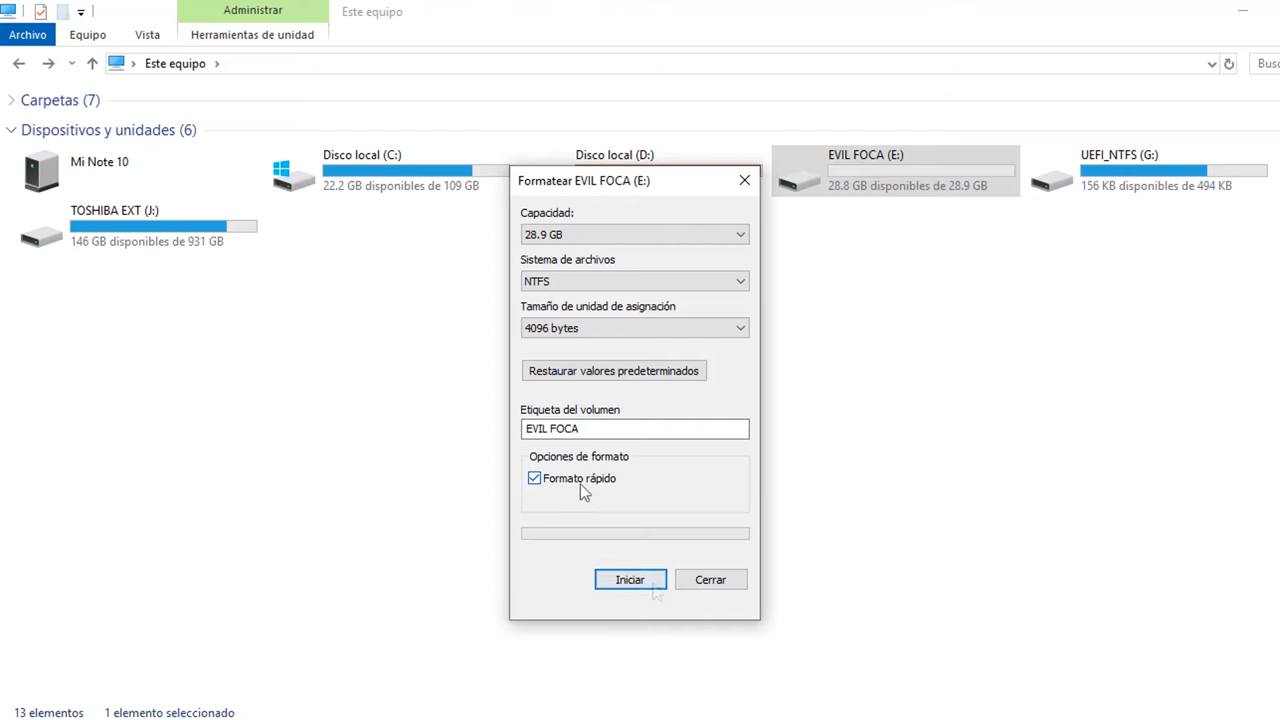 Administrar
Este equipo
Archivo
Equipo
Vista
Herramientas de unidad
Este equipo
Busc
Carpetas (7)
Dispositivos y unidades (6)
Mi Note 10
Disco local (C:)
22.2 GB disponibles de 109 GB
Disco local (D:)
EVIL FOCA (E:)
28.8 GB disponibles de 28.9 GB
UEFI_NTFS (G:)
156 KB disponibles de 494 KB
TOSHIBA EXT (J:)
146 GB disponibles de 931 GB
Formatear EVIL FOCA (E:)
Capacidad:
28.9 GB
Sistema de archivos
NTFS
Tamaño de unidad de asignación
4096 bytes
Restaurar valores predeterminados
Etiqueta del volumen
EVIL FOCA
Opciones de formato
Formato rápido
Iniciar
Cerrar
13 elementos
1 elemento seleccionado